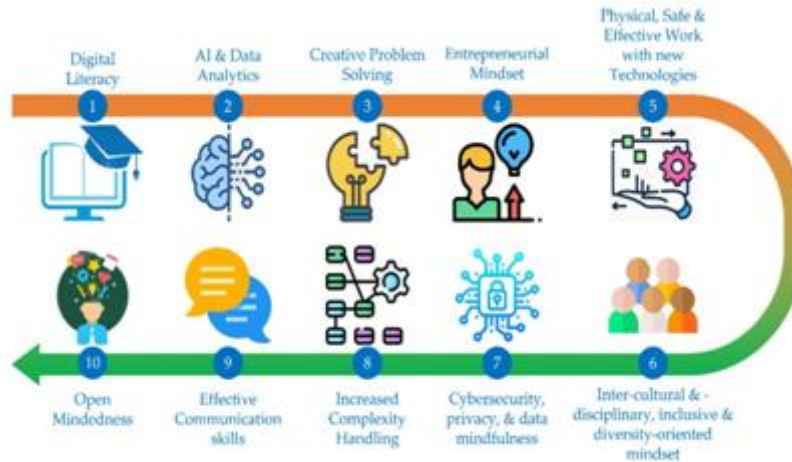 Digital
Literacy
1
AI & Data
Analytics
2
Creative Problem
Solving
3
Entrepreneurial
Mindset
4
Physical, Safe &
Effective Work
with new
Technologies
5
6
Inter-cultural & -
disciplinary, inclusive &
diversity-oriented
mindset
7
Cybersecurity,
privacy, & data
mindfulness
8
Increased
Complexity
Handling
9
Effective
Communication
skills
10
Open
Mindedness